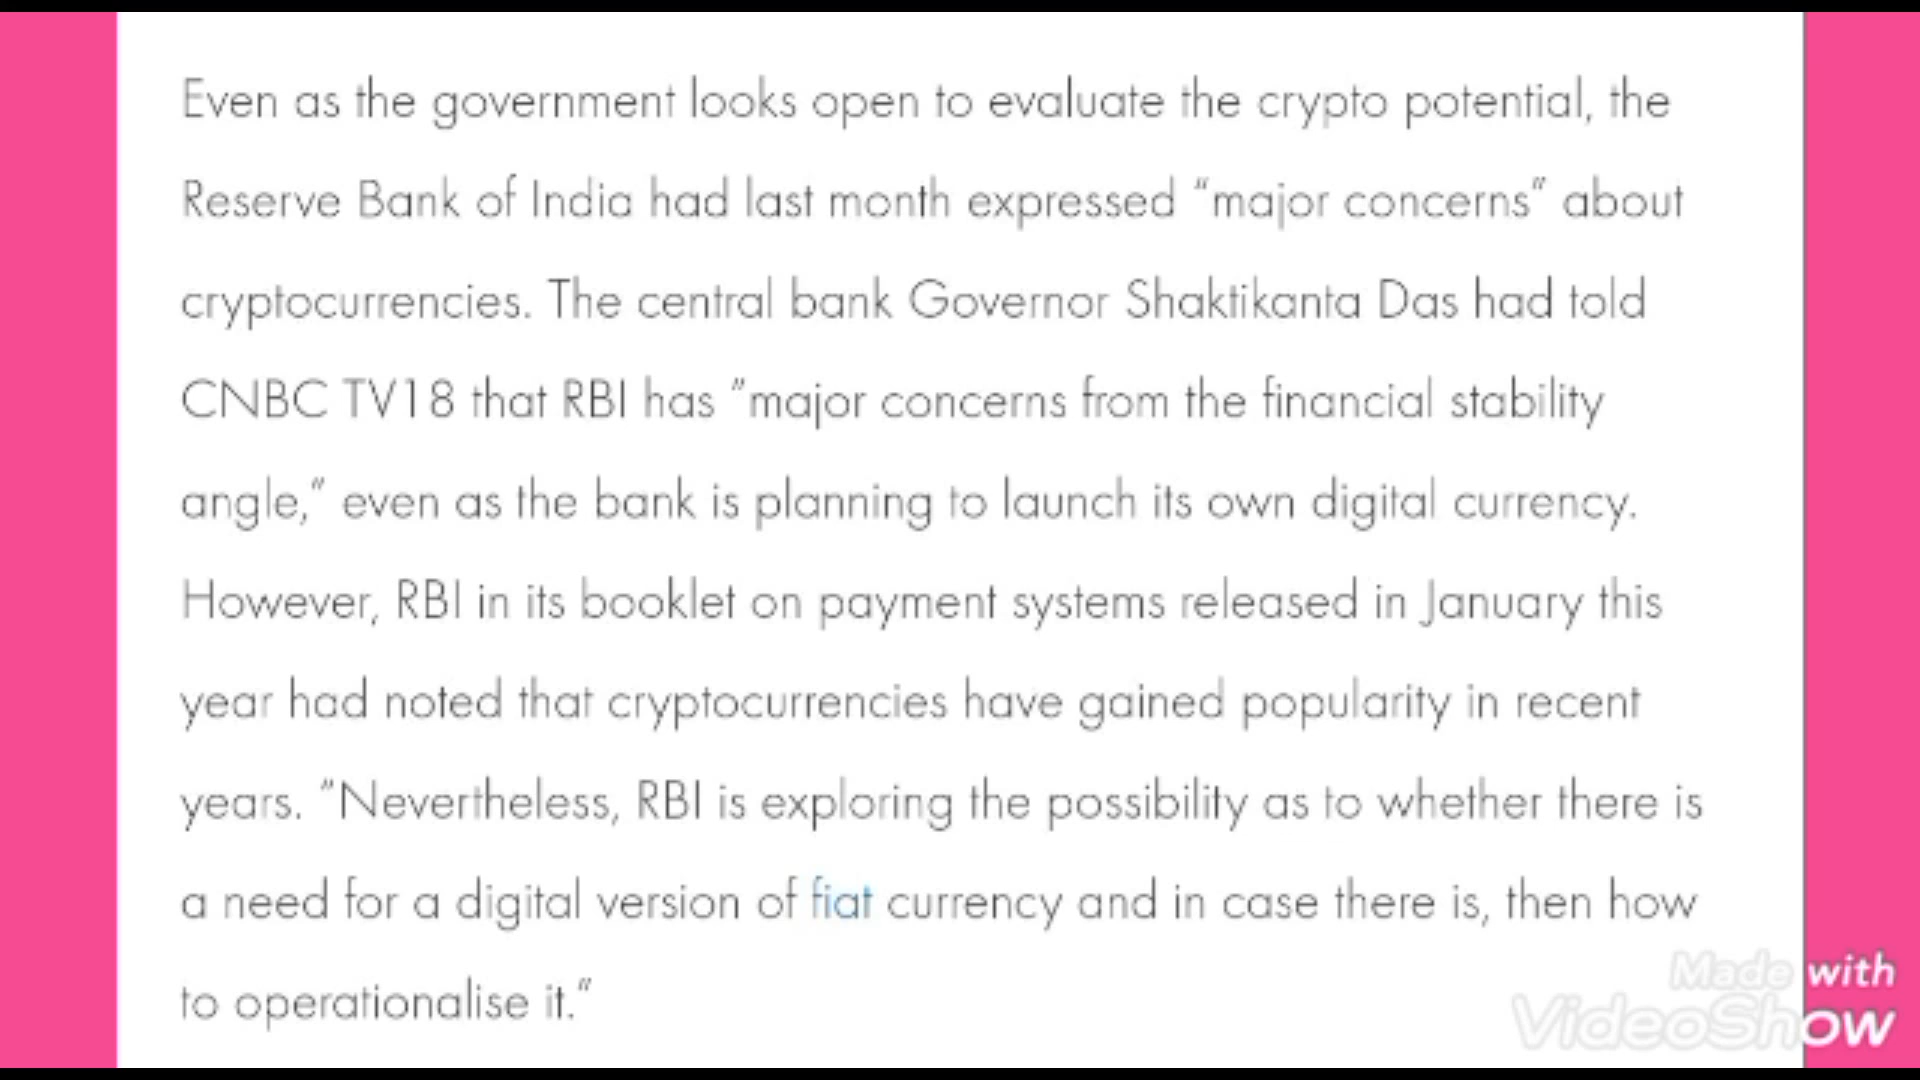 Even as the government looks open to evaluate the crypto potential, the
Reserve Bank of India had last month expressed “major concerns” about
cryptocurrencies. The central bank Governor Shaktikanta Das had told
CNBC TV18 that RBI has “major concerns from the financial stability
angle,” even as the bank is planning to launch its own digital currency.
However, RBI in its booklet on payment systems released in January this
year had noted that cryptocurrencies have gained popularity in recent
years. “Nevertheless, RBI is exploring the possibility as to whether there is
a need for a digital version of fiat currency and in case there is, then how
to operationalise it.”
Made with
VideoShow